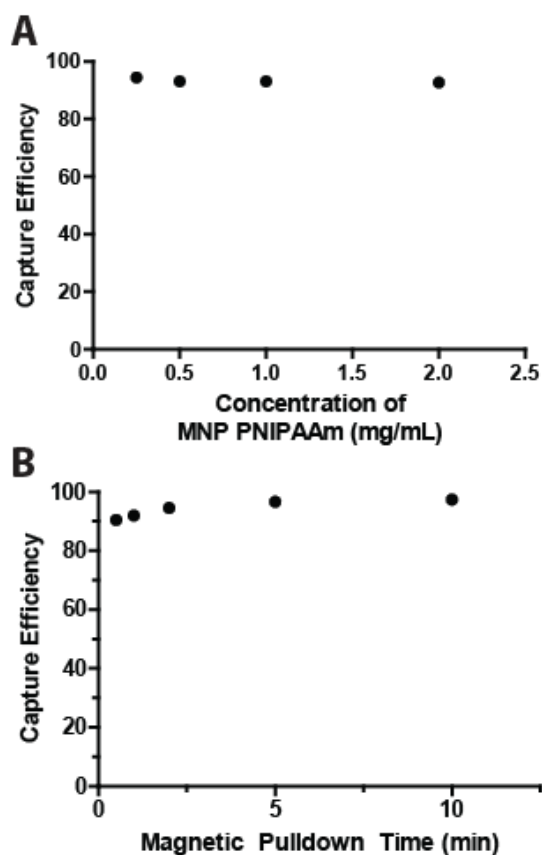 A
Capture Efficiency
100
80
60
40
20
0
0.0 0.5 1.0 1.5 2.0 2.5
Concentration of
MNP PNIPAAm (mg/mL)
B
Capture Efficiency
100
80
60
40
20
0
0 5 10
Magnetic Pulldown Time (min)